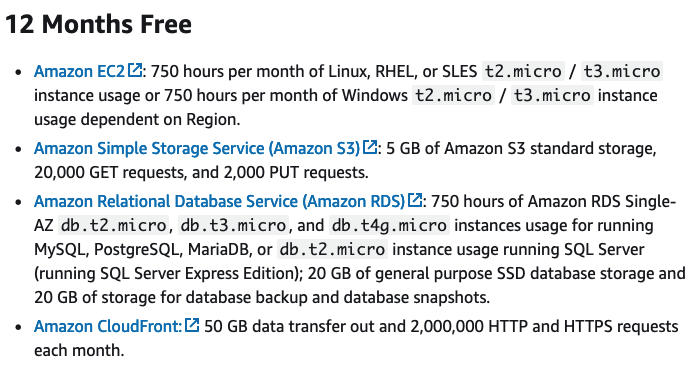 12 Months Free
• Amazon EC2: 750 hours per month of Linux, RHEL, or SLES t2.micro / t3.micro
instance usage or 750 hours per month of Windows t2.micro / t3.micro instance
usage dependent on Region.
• Amazon Simple Storage Service (Amazon S3): 5 GB of Amazon S3 standard storage,
20,000 GET requests, and 2,000 PUT requests.
• Amazon Relational Database Service (Amazon RDS): 750 hours of Amazon RDS Single-
AZ db.t2.micro, db.t3.micro, and db.t4g.micro instances usage for running
MySQL, PostgreSQL, MariaDB, or db.t2.micro instance usage running SQL Server
(running SQL Server Express Edition); 20 GB of general purpose SSD database storage and
20 GB of storage for database backup and database snapshots.
• Amazon CloudFront: 50 GB data transfer out and 2,000,000 HTTP and HTTPS requests
each month.